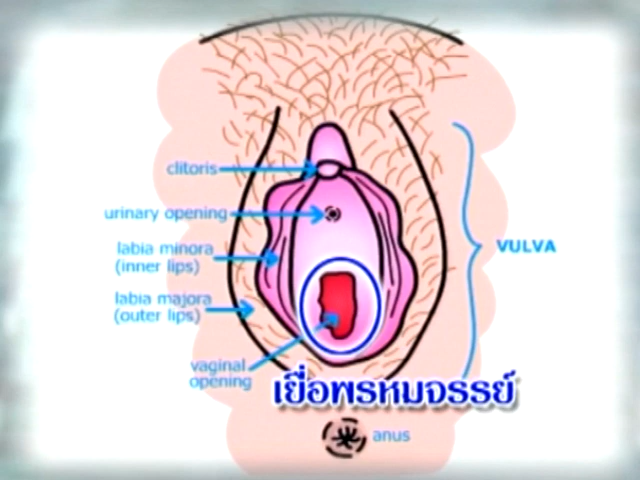 clitoris
urinary opening
labia minora
(inner lips)
VULVA
labia majora
(outer lips)
vaginal
opening
เยื่อพรหมจรรย์
anus